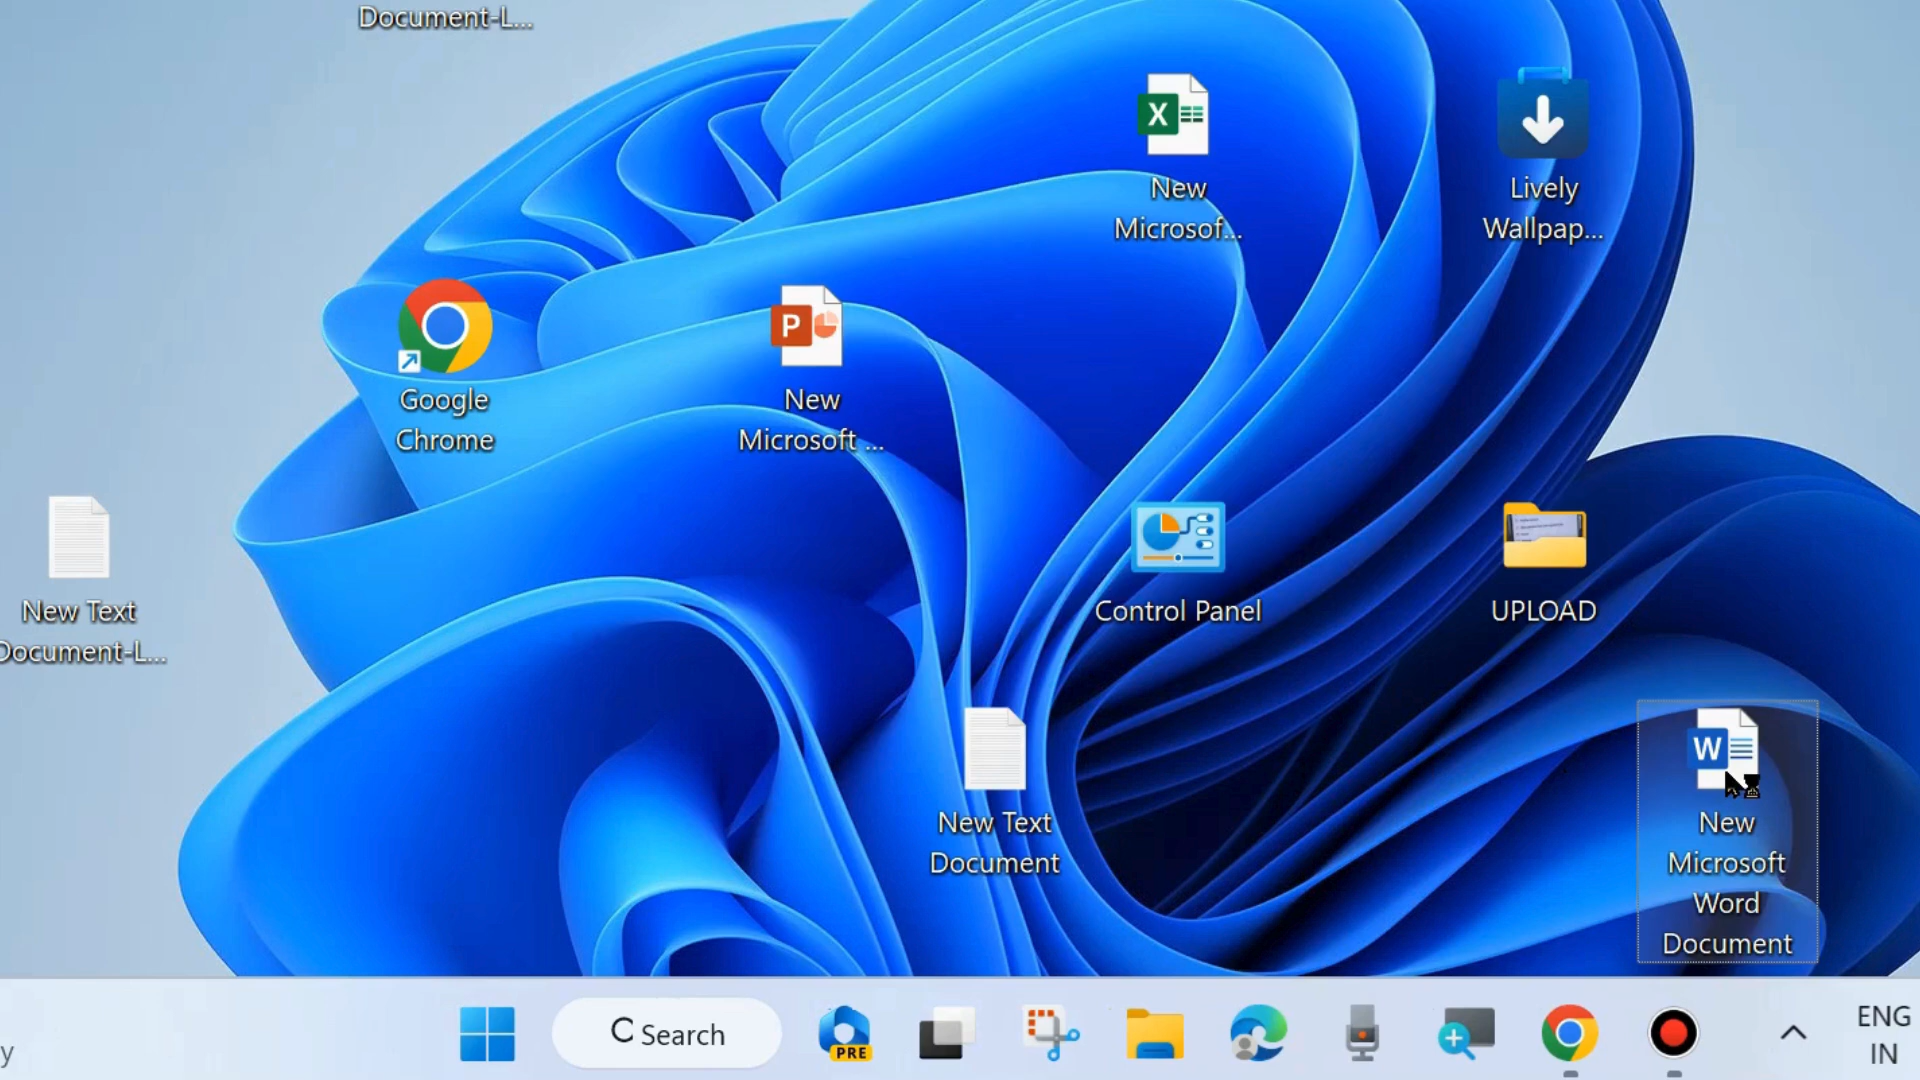 Document-L...
New
Microsof...
Lively
Wallpap...
Google
Chrome
New
Microsoft ...
New Text
Document-L...
Control Panel
UPLOAD
New Text
Document
New
Microsoft
Word
Document
y
Search
PRE
ENG
IN